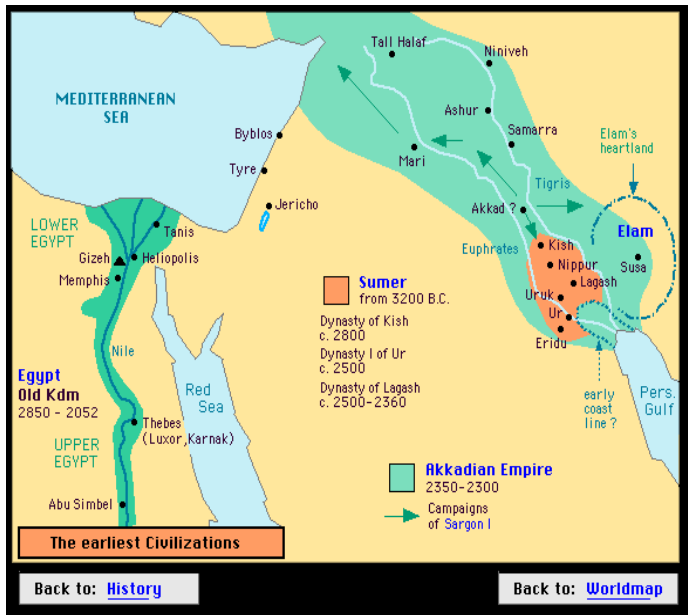 Tall Halaf
Niniveh
MEDITERRANEAN
SEA
Ashur
Byblos
Samarra
Elam's
heartland
Mari
Tyre
Tigris
Jericho
Akkad ?
LOWER
EGYPT
Tanis
Elam
Euphrates
Kish
Gizeh
Heliopolis
Nippur
Susa
Memphis
Lagash
Sumer
from 3200 B.C.
Uruk
Ur
Dynasty of Kish
c. 2800
Eridu
Nile
Dynasty I of Ur
c. 2500
Egypt
Old Kdm
2850 - 2052
Red
Sea
Dynasty of Lagash
c. 2500-2360
early
coast
line ?
Pers.
Gulf
Thebes
(Luxor,Karnak)
UPPER
EGYPT
Akkadian Empire
2350-2300
Abu Simbel
Campaigns
of Sargon I
The earliest Civilizations
Back to: History
Back to: Worldmap